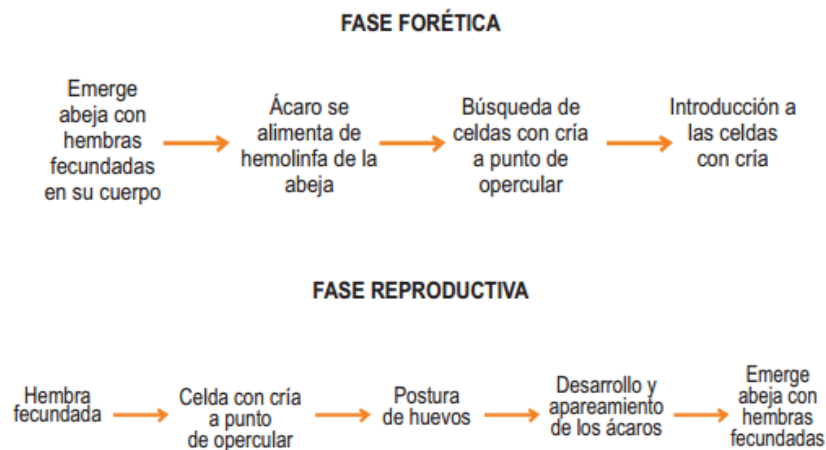 FASE FORÉTICA
Emerge
abeja con
hembras
fecundadas
en su cuerpo
Ácaro se
alimenta de
hemolinfa de la
abeja
Búsqueda de
celdas con cría
a punto de
opercular
Introducción a
las celdas
con cría
FASE REPRODUCTIVA
Hembra
fecundada
Celda con cría
a punto
de opercular
Postura
de huevos
Desarrollo y
apareamiento
de los ácaros
Emerge
abeja con
hembras
fecundadas